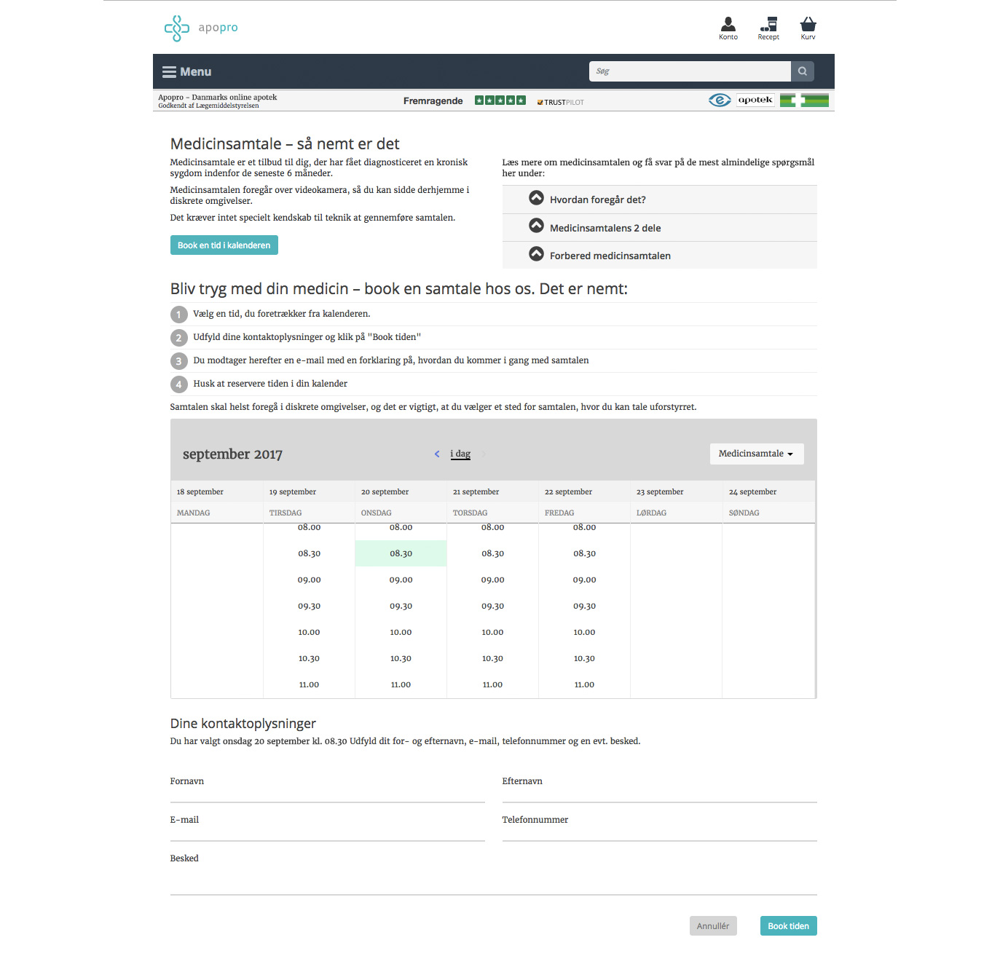 apopro
Konto
Recept
Kurv
Menu
Søg
Apopro – Danmarks online apotek
Godkendt af Lægemiddelstyrelsen
Fremragende
TRUSTPILOT
e
apotek
Medicinsamtale – så nemt er det
Medicinsamtale er et tilbud til dig, der har fået diagnosticeret en kronisk
sygdom indenfor de seneste 6 måneder.
Medicinsamtalen foregår over videokamera, så du kan sidde derhjemme i
diskrete omgivelser.
Det kræver intet specielt kendskab til teknik at gennemføre samtalen.
Book en tid i kalenderen
Læs mere om medicinsamtalen og få svar på de mest almindelige spørgsmål
her under:
Hvordan foregår det?
Medicinsamtalens 2 dele
Forbered medicinsamtalen
Bliv tryg med din medicin – book en samtale hos os. Det er nemt:
1 Vælg en tid, du foretrækker fra kalenderen.
2 Udfyld dine kontaktoplysninger og klik på "Book tiden"
3 Du modtager herefter en e-mail med en forklaring på, hvordan du kommer i gang med samtalen
4 Husk at reservere tiden i din kalender
Samtalen skal helst foregå i diskrete omgivelser, og det er vigtigt, at du vælger et sted for samtalen, hvor du kan tale uforstyrret.
september 2017 < i dag > Medicinsamtale
18 september 19 september 20 september 21 september 22 september 23 september 24 september
MANDAG TIRSDAG ONSDAG TORSDAG FREDAG LØRDAG SØNDAG
08.00 08.00 08.00 08.00
08.30 08.30 08.30 08.30
09.00 09.00 09.00 09.00
09.30 09.30 09.30 09.30
10.00 10.00 10.00 10.00
10.30 10.30 10.30 10.30
11.00 11.00 11.00 11.00
Dine kontaktoplysninger
Du har valgt onsdag 20 september kl. 08.30 Udfyld dit for- og efternavn, e-mail, telefonnummer og en evt. besked.
Fornavn Efternavn
E-mail Telefonnummer
Besked
Annullér Book tiden